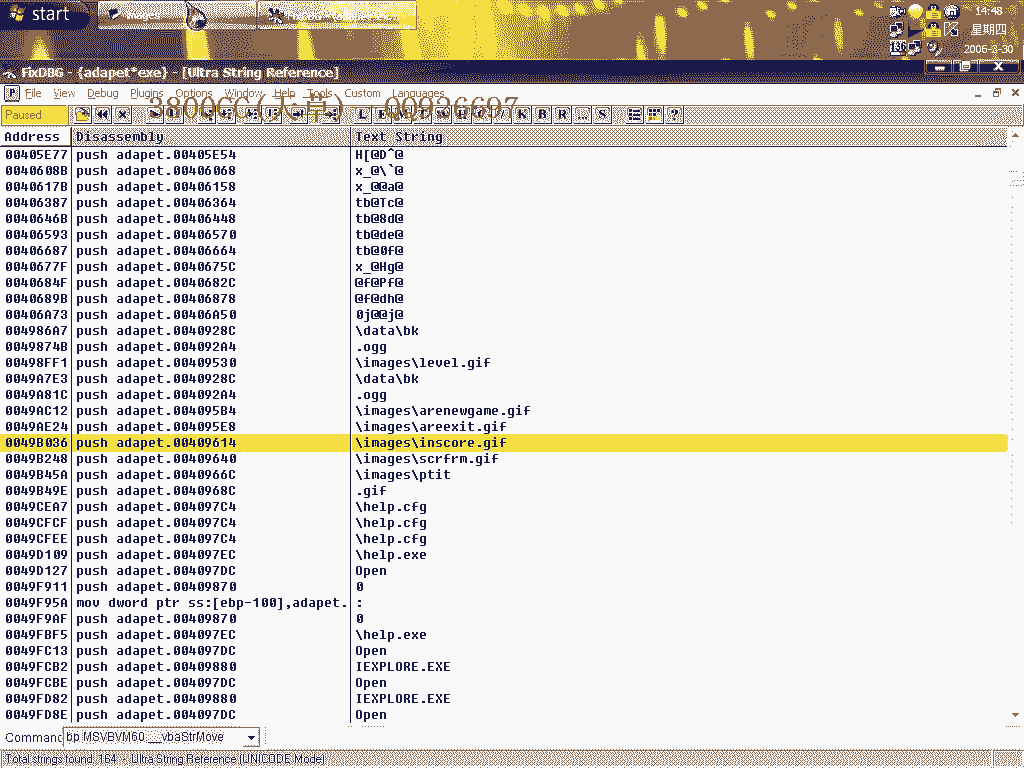 start
images
14:48
星期四
136
2006-3-30
FixDBG - {adapet*exe} - [Ultra String Reference]
File View Debug Plugins Options Window Help Tools Custom Languages
3800CC(大草) QQ926697
Paused
K B R ... S ?
Address Disassembly Text String
00405E77 push adapet.00405E54 H[@D^@
0040608B push adapet.00406068 x_@\`@
0040617B push adapet.00406158 x_@@a@
00406387 push adapet.00406364 tb@Tc@
0040646B push adapet.00406448 tb@8d@
00406593 push adapet.00406570 tb@de@
00406687 push adapet.00406664 tb@0f@
0040677F push adapet.0040675C x_@Hg@
0040684F push adapet.0040682C @f@Pf@
0040689B push adapet.00406878 @f@dh@
00406A73 push adapet.00406A50 0j@@j@
004986A7 push adapet.0040928C \data\bk
0049874B push adapet.004092A4 .ogg
00498FF1 push adapet.00409530 \images\level.gif
0049A7E3 push adapet.0040928C \data\bk
0049A81C push adapet.004092A4 .ogg
0049AC12 push adapet.004095B4 \images\arenewgame.gif
0049AE24 push adapet.004095E8 \images\areexit.gif
0049B036 push adapet.00409614 \images\inscore.gif
0049B248 push adapet.00409640 \images\scrfrm.gif
0049B45A push adapet.0040966C \images\ptit
0049B49E push adapet.0040968C .gif
0049CEA7 push adapet.004097C4 \help.cfg
0049CFCF push adapet.004097C4 \help.cfg
0049CFEE push adapet.004097C4 \help.cfg
0049D109 push adapet.004097EC \help.exe
0049D127 push adapet.004097DC Open
0049F911 push adapet.00409870 0
0049F95A mov dword ptr ss:[ebp-100],adapet. :
0049F9AF push adapet.00409870 0
0049FBF5 push adapet.004097EC \help.exe
0049FC13 push adapet.004097DC Open
0049FCB2 push adapet.00409880 IEXPLORE.EXE
0049FCBE push adapet.004097DC Open
0049FD82 push adapet.00409880 IEXPLORE.EXE
0049FD8E push adapet.004097DC Open
Command bp MSVBVM60.__vbaStrMove
Total strings found: 164 - Ultra String Reference (UNICODE Mode)